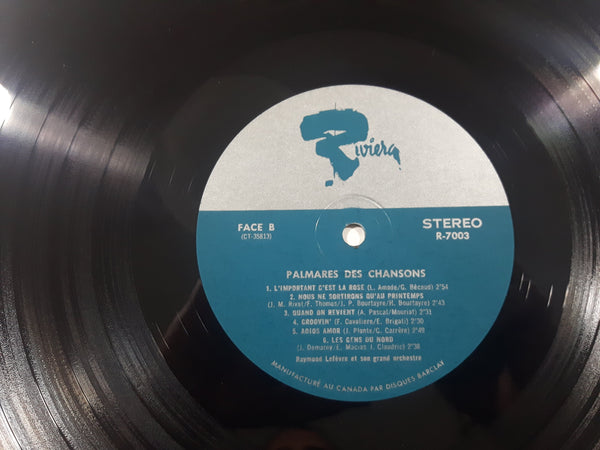 Riviera
FACE B
(CT-35813)
STEREO
R-7003
PALMARES DES CHANSONS
1. L'IMPORTANT C'EST LA ROSE (L. Amade/G. Bécaud) 2'54
2. NOUS NE SORTIRONS QU'AU PRINTEMPS
(J. M. Rivat/F. Thomas/J. P. Bourtayre/H. Bourtayre) 2'43
3. QUAND ON REVIENT (A. Pascal/Mauriat) 2'31
4. GROOVIN' (F. Cavaliere/E. Brigati) 2'30
5. ADIOS AMOR (J. Plante/C. Carrère) 2'49
6. LES GENS DU NORD
(J. Demarny/E. Macias/J. Claudric) 2'38
Raymond Lefèvre et son grand orchestre
MANUFACTURÉ AU CANADA PAR DISQUES BARCLAY